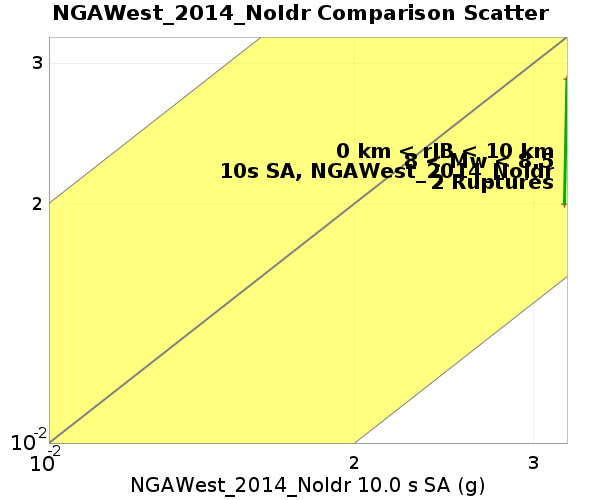 NGAWest_2014_NoIdr Comparison Scatter
3
0 km < rJB < 10 km
8 < Mw < 8.5
10s SA, NGAWest_2014_NoIdr
2 Ruptures
2
10-2
10-2
2
3
NGAWest_2014_NoIdr 10.0 s SA (g)